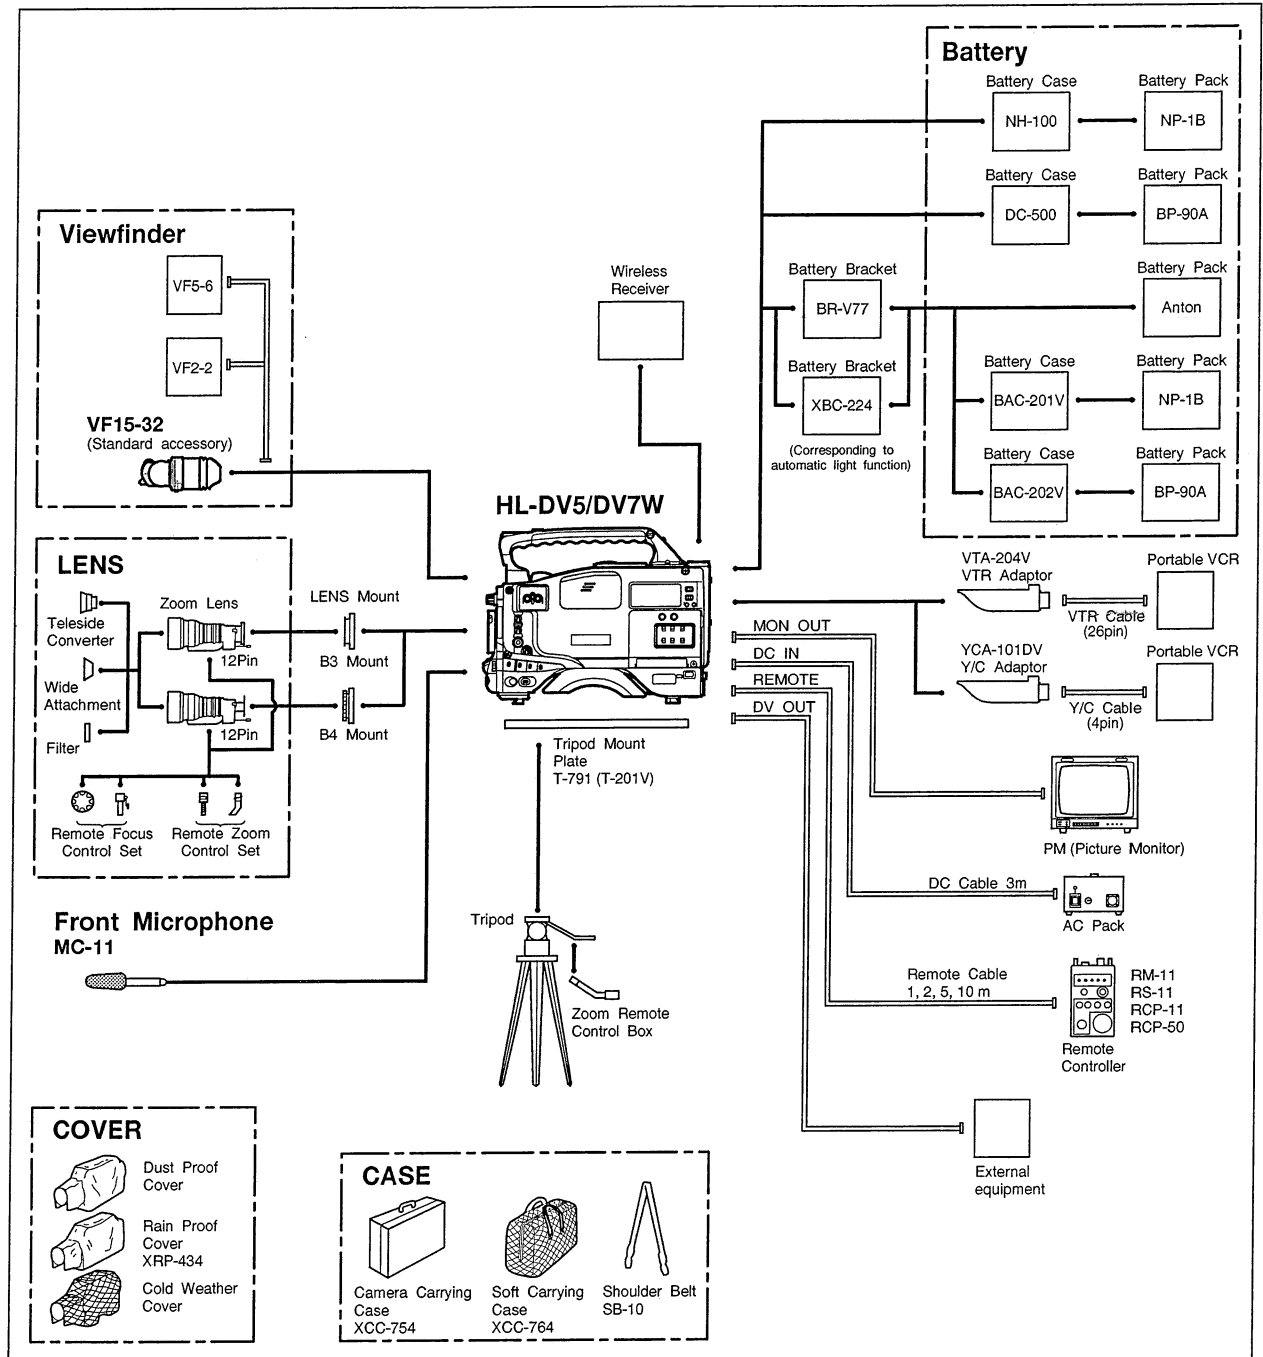 Battery
Battery Case
Battery Pack
NH-100
NP-1B
Battery Case
Battery Pack
DC-500
BP-90A
Battery Bracket
Battery Pack
BR-V77
Anton
Battery Bracket
Battery Case
Battery Pack
XBC-224
BAC-201V
NP-1B
(Corresponding to
automatic light function)
Battery Case
Battery Pack
BAC-202V
BP-90A
Viewfinder
VF5-6
VF2-2
VF15-32
(Standard accessory)
Wireless
Receiver
HL-DV5/DV7W
LENS
Teleside
Converter
Wide
Attachment
Filter
Zoom Lens
12Pin
12Pin
LENS Mount
B3 Mount
B4 Mount
Remote Focus
Control Set
Remote Zoom
Control Set
Tripod Mount
Plate
T-791 (T-201V)
MON OUT
DC IN
REMOTE
DV OUT
VTA-204V
VTR Adaptor
Portable VCR
VTR Cable
(26pin)
YCA-101DV
Y/C Adaptor
Portable VCR
Y/C Cable
(4pin)
PM (Picture Monitor)
DC Cable 3m
AC Pack
Remote Cable
1, 2, 5, 10 m
RM-11
RS-11
RCP-11
RCP-50
Remote
Controller
External
equipment
Front Microphone
MC-11
Tripod
Zoom Remote
Control Box
COVER
Dust Proof
Cover
Rain Proof
Cover
XRP-434
Cold Weather
Cover
CASE
Camera Carrying
Case
XCC-754
Soft Carrying
Case
XCC-764
Shoulder Belt
SB-10